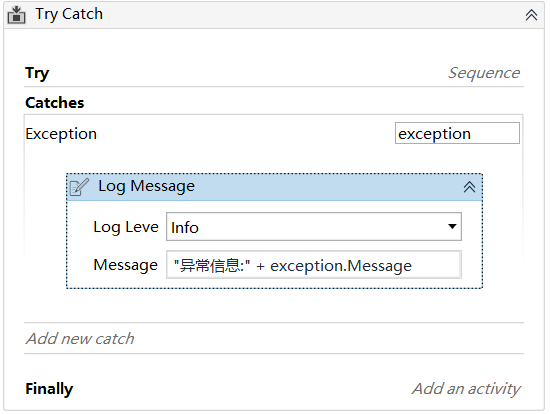 Try Catch
Try Sequence
Catches
Exception exception
Log Message
Log Leve Info
Message "异常信息:" + exception.Message
Add new catch
Finally Add an activity